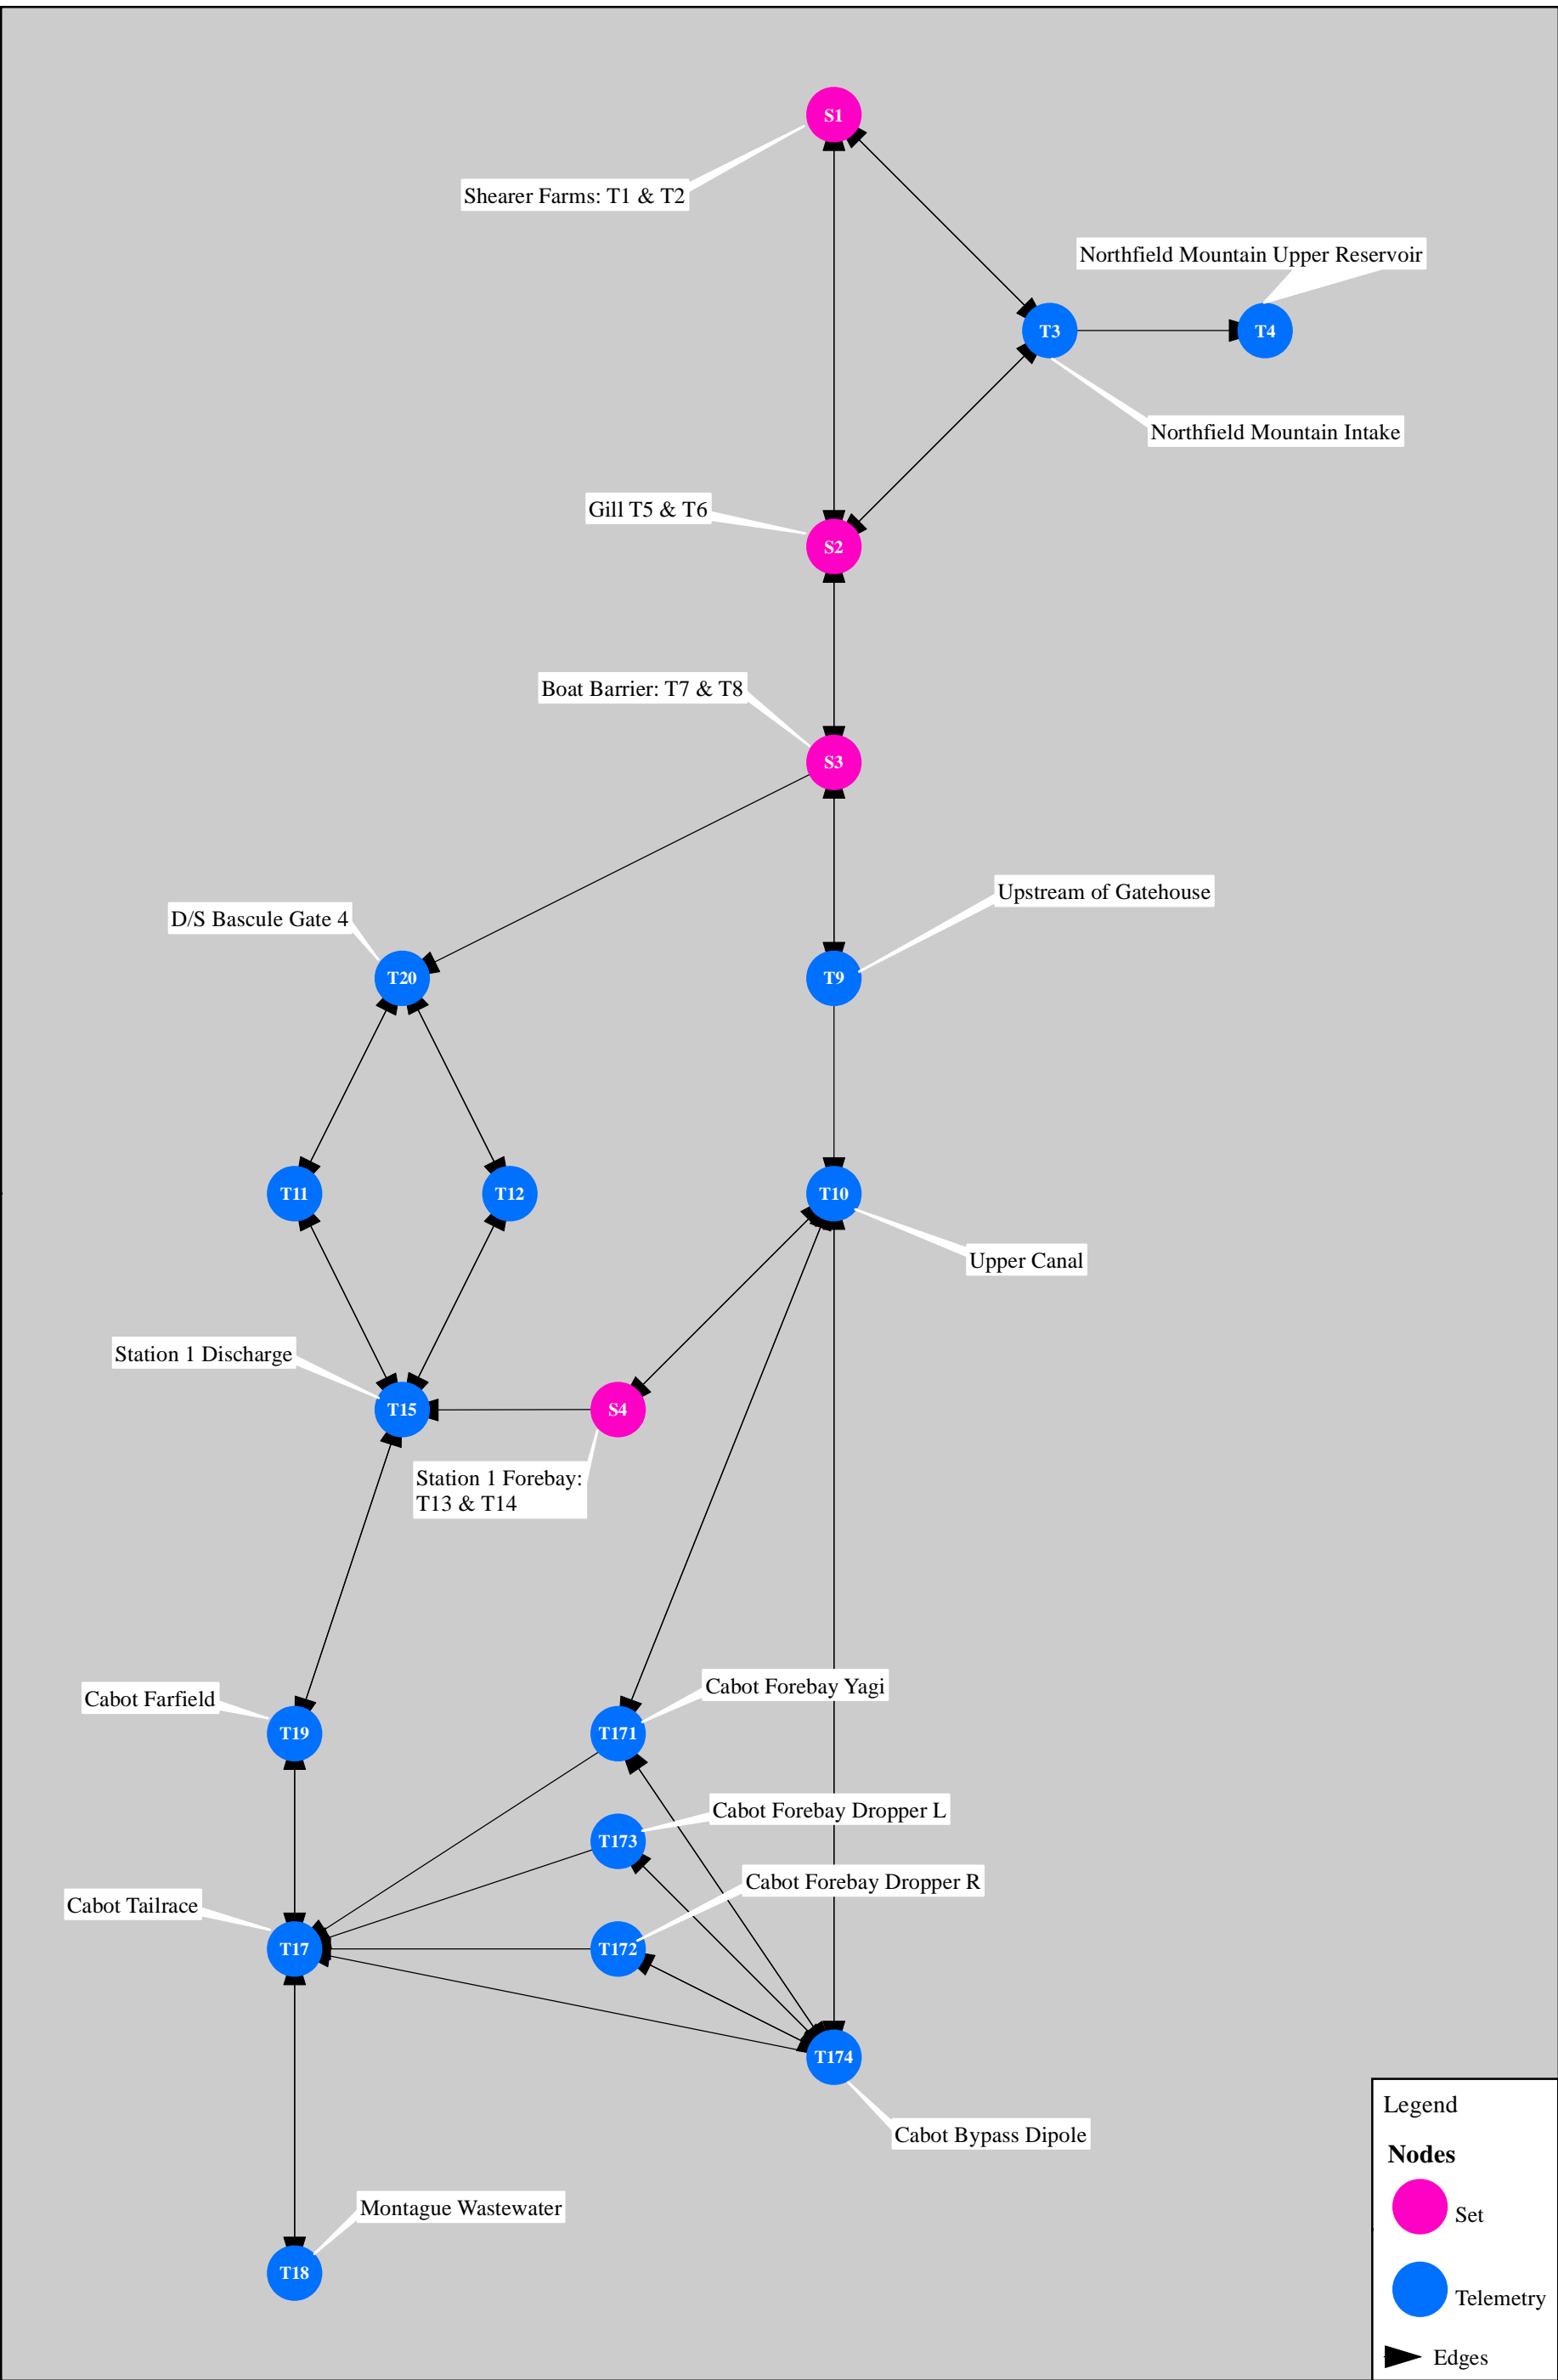 S1
Shearer Farms: T1 & T2
Northfield Mountain Upper Reservoir
T3
T4
Northfield Mountain Intake
Gill T5 & T6
S2
Boat Barrier: T7 & T8
S3
Upstream of Gatehouse
D/S Bascule Gate 4
T20
T9
T11
T12
T10
Upper Canal
Station 1 Discharge
T15
S4
Station 1 Forebay:
T13 & T14
Cabot Forebay Yagi
Cabot Farfield
T19
T171
Cabot Forebay Dropper L
T173
Cabot Forebay Dropper R
Cabot Tailrace
T17
T172
T174
Cabot Bypass Dipole
Montague Wastewater
T18
Legend
Nodes
Set
Telemetry
Edges